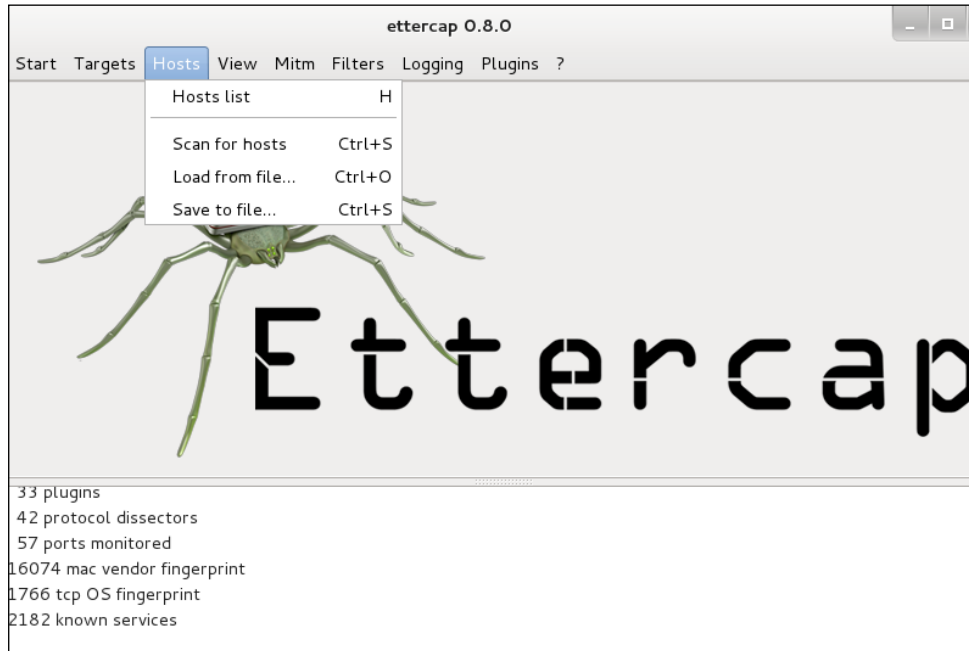 ettercap 0.8.0
Start Targets Hosts View Mitm Filters Logging Plugins ?
Hosts list H
Scan for hosts Ctrl+S
Load from file... Ctrl+O
Save to file... Ctrl+S
Ettercap
33 plugins
42 protocol dissectors
57 ports monitored
16074 mac vendor fingerprint
1766 tcp OS fingerprint
2182 known services